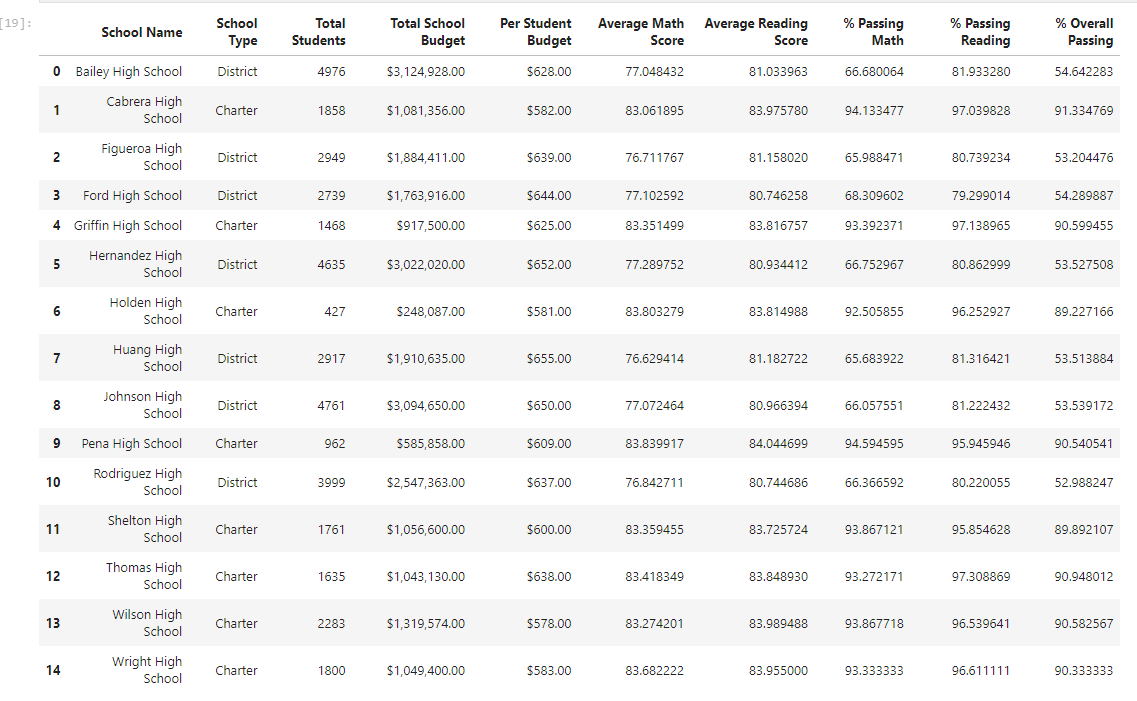 [19]:
School Name School Type Total Students Total School Budget Per Student Budget Average Math Score Average Reading Score % Passing Math % Passing Reading % Overall Passing
0 Bailey High School District 4976 $3,124,928.00 $628.00 77.048432 81.033963 66.680064 81.933280 54.642283
1 Cabrera High School Charter 1858 $1,081,356.00 $582.00 83.061895 83.975780 94.133477 97.039828 91.334769
2 Figueroa High School District 2949 $1,884,411.00 $639.00 76.711767 81.158020 65.988471 80.739234 53.204476
3 Ford High School District 2739 $1,763,916.00 $644.00 77.102592 80.746258 68.309602 79.299014 54.289887
4 Griffin High School Charter 1468 $917,500.00 $625.00 83.351499 83.816757 93.392371 97.138965 90.599455
5 Hernandez High School District 4635 $3,022,020.00 $652.00 77.289752 80.934412 66.752967 80.862999 53.527508
6 Holden High School Charter 427 $248,087.00 $581.00 83.803279 83.814988 92.505855 96.252927 89.227166
7 Huang High School District 2917 $1,910,635.00 $655.00 76.629414 81.182722 65.683922 81.316421 53.513884
8 Johnson High School District 4761 $3,094,650.00 $650.00 77.072464 80.966394 66.057551 81.222432 53.539172
9 Pena High School Charter 962 $585,858.00 $609.00 83.839917 84.044699 94.594595 95.945946 90.540541
10 Rodriguez High School District 3999 $2,547,363.00 $637.00 76.842711 80.744686 66.366592 80.220055 52.988247
11 Shelton High School Charter 1761 $1,056,600.00 $600.00 83.359455 83.725724 93.867121 95.854628 89.892107
12 Thomas High School Charter 1635 $1,043,130.00 $638.00 83.418349 83.848930 93.272171 97.308869 90.948012
13 Wilson High School Charter 2283 $1,319,574.00 $578.00 83.274201 83.989488 93.867718 96.539641 90.582567
14 Wright High School Charter 1800 $1,049,400.00 $583.00 83.682222 83.955000 93.333333 96.611111 90.333333